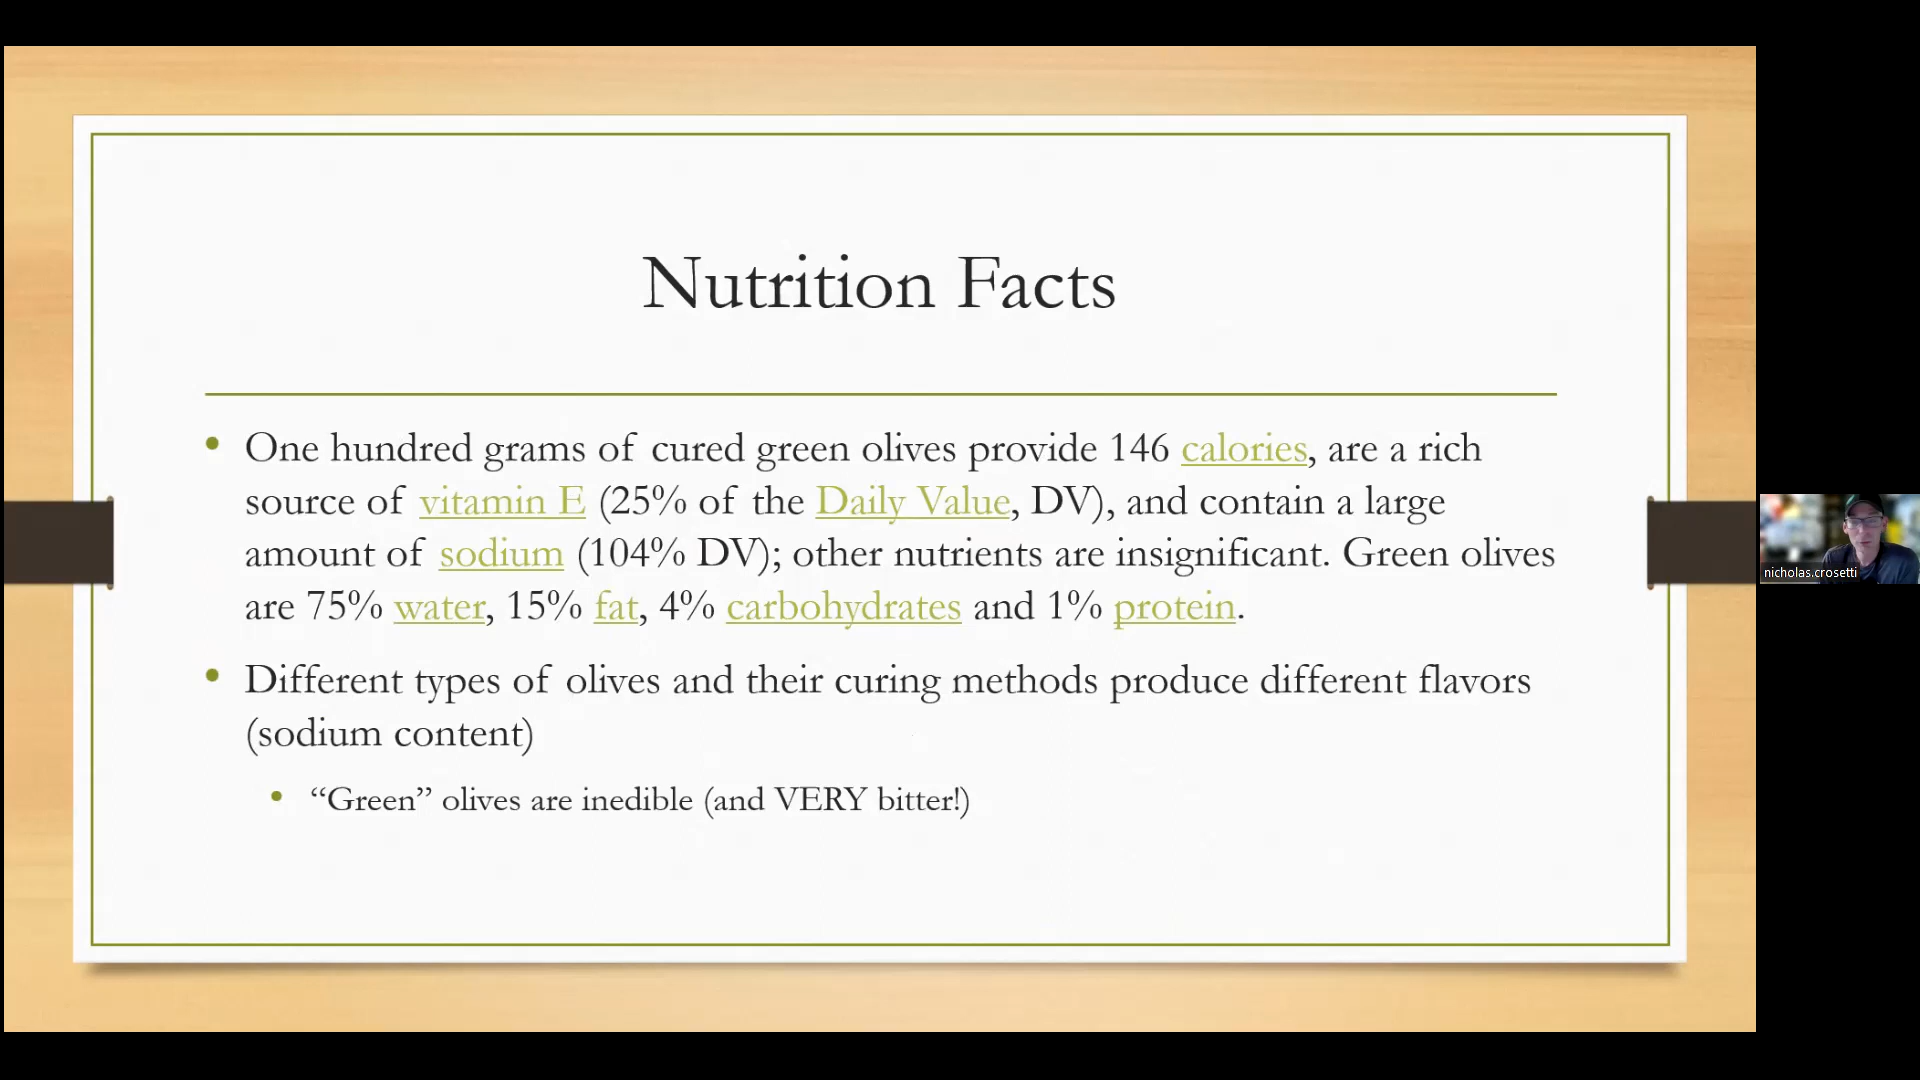 Nutrition Facts
• One hundred grams of cured green olives provide 146 calories, are a rich
source of vitamin E (25% of the Daily Value, DV), and contain a large
amount of sodium (104% DV); other nutrients are insignificant. Green olives
are 75% water, 15% fat, 4% carbohydrates and 1% protein.
• Different types of olives and their curing methods produce different flavors
(sodium content)
• “Green” olives are inedible (and VERY bitter!)
nicholas.crosetti